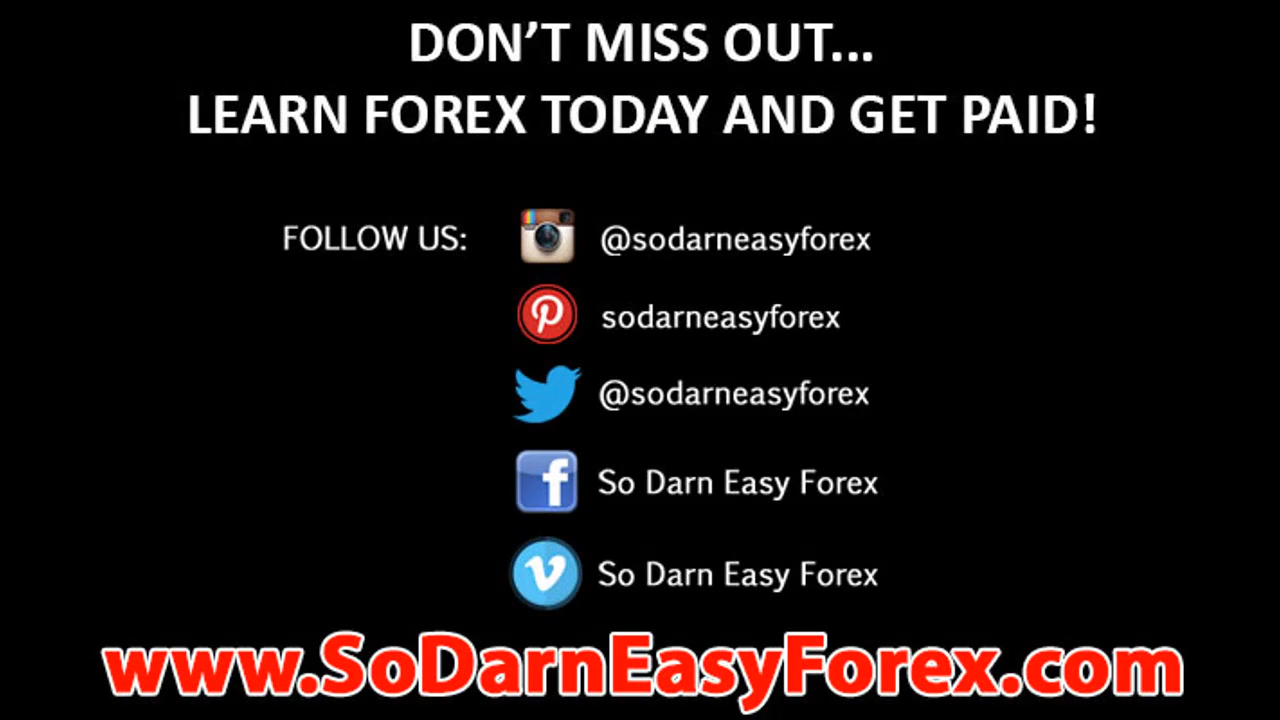 DON’T MISS OUT...
LEARN FOREX TODAY AND GET PAID!
FOLLOW US: @sodarneasyforex
sodarneasyforex
@sodarneasyforex
So Darn Easy Forex
So Darn Easy Forex
www.SoDarnEasyForex.com